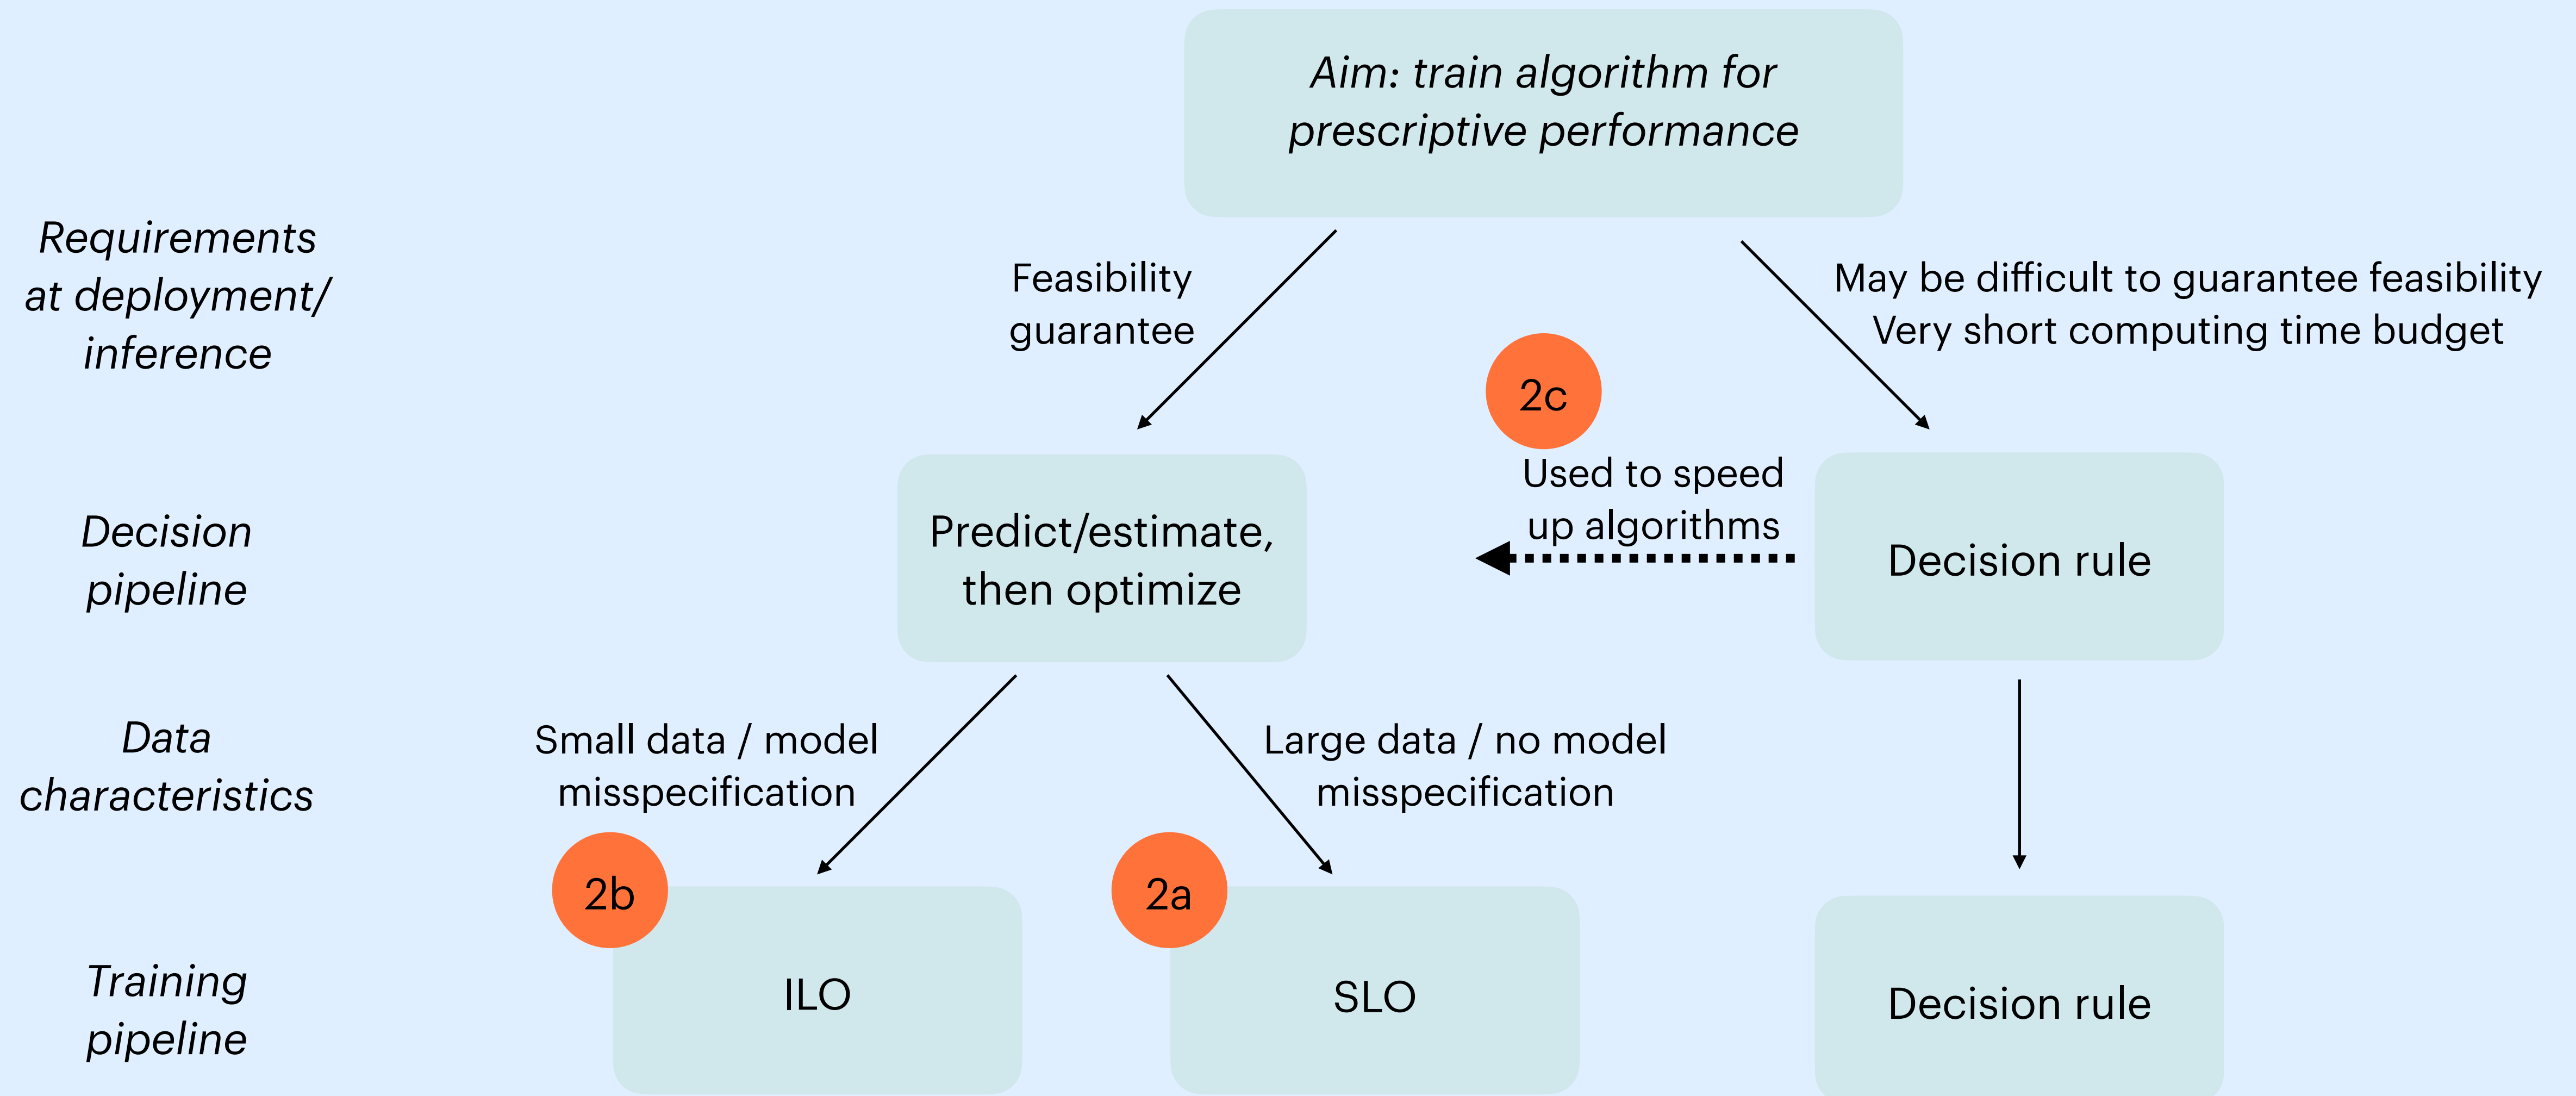 Aim: train algorithm for
prescriptive performance
Requirements
at deployment/
inference
Feasibility
guarantee
May be difficult to guarantee feasibility
Very short computing time budget
2c
Used to speed
up algorithms
Decision
pipeline
Predict/estimate,
then optimize
Decision rule
Data
characteristics
Small data / model
misspecification
Large data / no model
misspecification
2b
2a
Training
pipeline
ILO
SLO
Decision rule